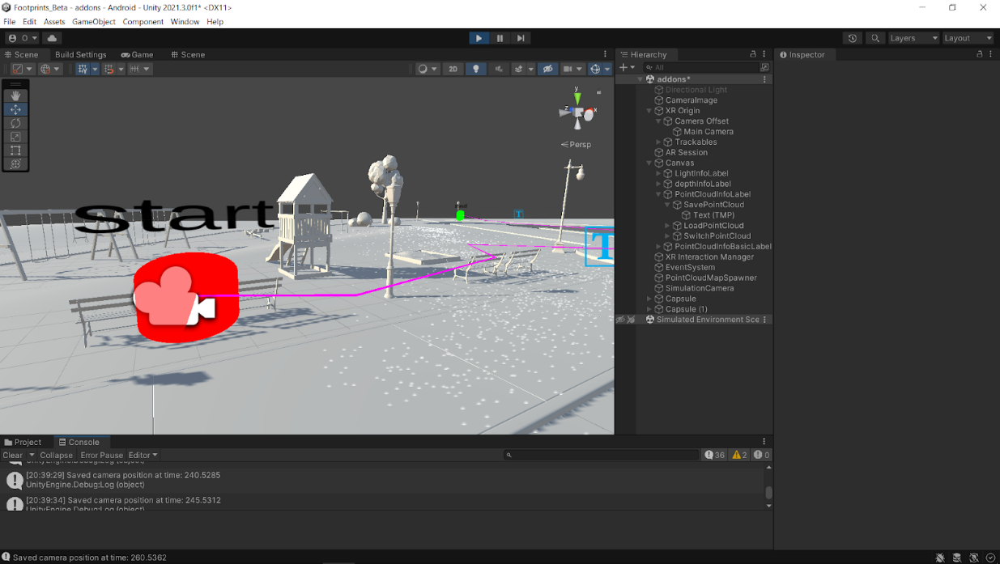 Footprints_Beta - addons - Android - Unity 2021.3.0f1* <DX11>
File Edit Assets GameObject Component Window Help
O Layers Layout
Scene Build Settings Game Scene Hierarchy Inspector
2D All
addons*
Directional Light
CameraImage
XR Origin
Camera Offset
Main Camera
Trackables
AR Session
Canvas
LightInfoLabel
depthInfoLabel
PointCloudInfoLabel
SavePointCloud
Text (TMP)
LoadPointCloud
SwitchPointCloud
PointCloudInfoBasicLabel
XR Interaction Manager
EventSystem
PointCloudMapSpawner
SimulationCamera
Capsule
Capsule (1)
Simulated Environment Sce
y
z x
Persp
start
T
T
Project Console
Clear Collapse Error Pause Editor 36 2 0
UnityEngine.Debug:Log (object)
[20:39:29] Saved camera position at time: 240.5285
UnityEngine.Debug:Log (object)
[20:39:34] Saved camera position at time: 245.5312
UnityEngine.Debug:Log (object)
Saved camera position at time: 260.5362